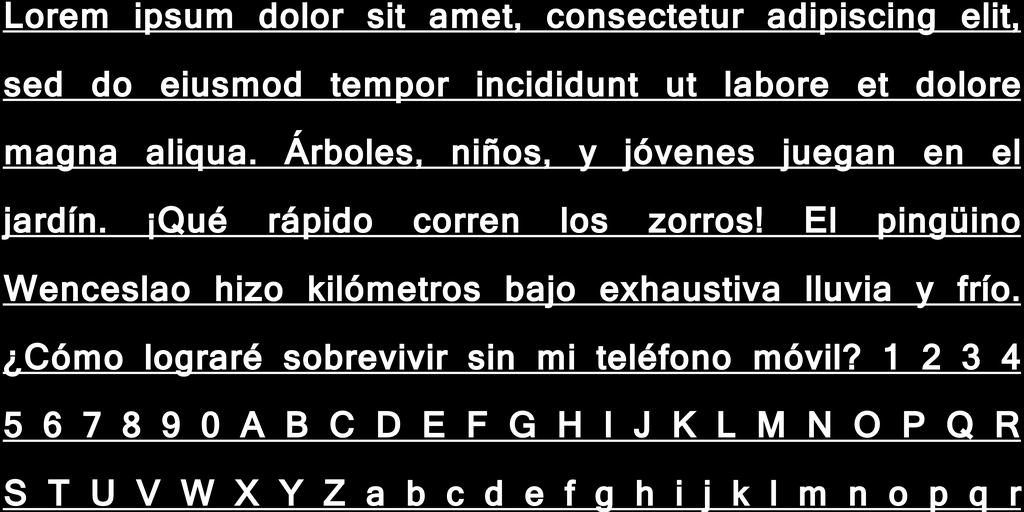 Lorem ipsum dolor sit amet, consectetur adipiscing elit,
sed do eiusmod tempor incididunt ut labore et dolore
magna aliqua. Árboles, niños, y jóvenes juegan en el
jardín. ¡Qué rápido corren los zorros! El pingüino
Wenceslao hizo kilómetros bajo exhaustiva lluvia y frío.
¿Cómo lograré sobrevivir sin mi teléfono móvil? 1 2 3 4
5 6 7 8 9 0 A B C D E F G H I J K L M N O P Q R
S T U V W X Y Z a b c d e f g h i j k l m n o p q r